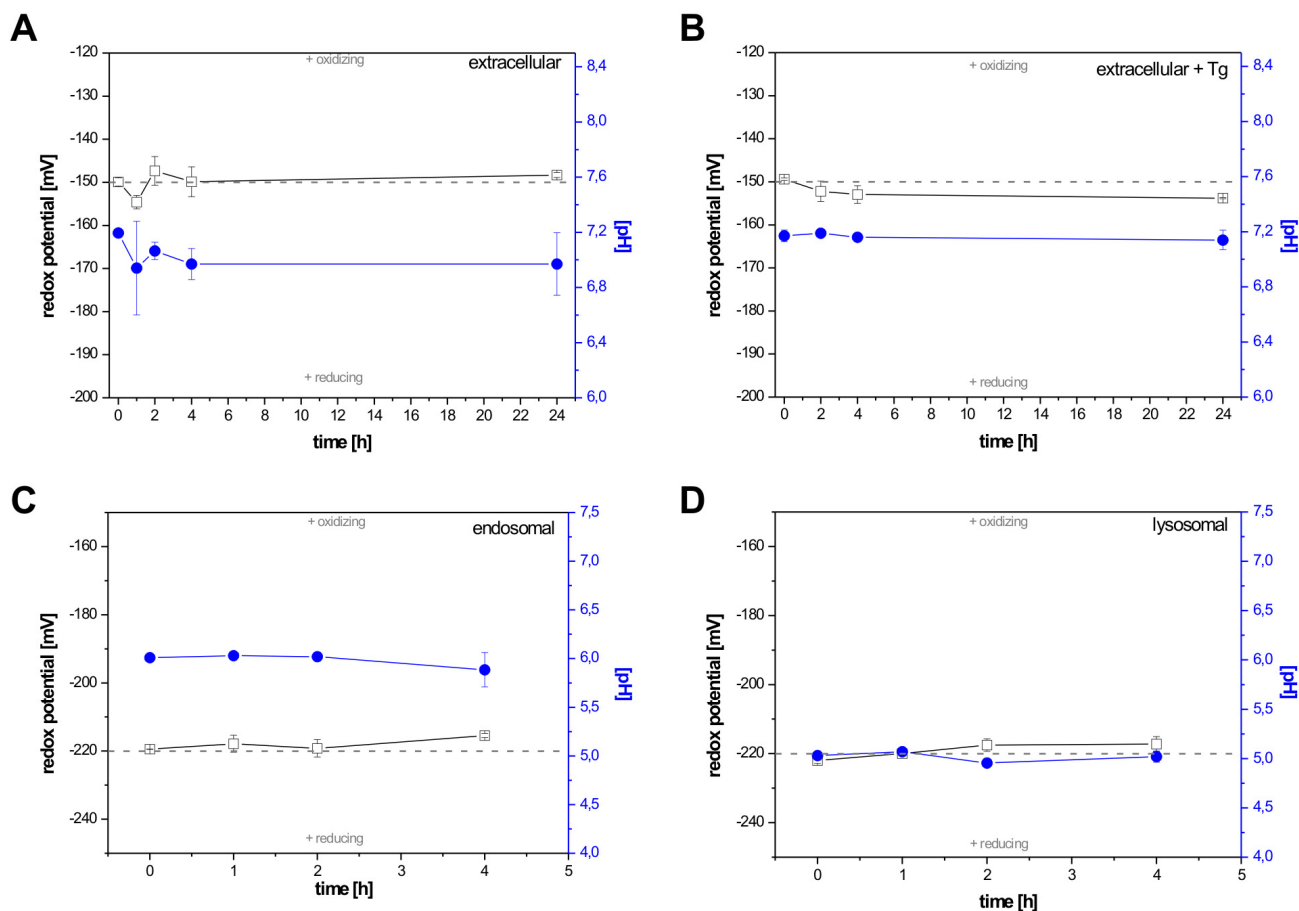 A
-120
-130
-140
-150
-160
-170
-180
-190
-200
redox potential [mV]
+ oxidizing
extracellular
+ reducing
8,4
8,0
7,6
7,2
6,8
6,4
6,0
[pH]
0 1 2 4 6 8 10 12 14 16 18 20 22 24
time [h]
B
-120
-130
-140
-150
-160
-170
-180
-190
-200
redox potential [mV]
+ oxidizing
extracellular + Tg
+ reducing
8,4
8,0
7,6
7,2
6,8
6,4
6,0
[pH]
0 2 4 6 8 10 12 14 16 18 20 22 24
time [h]
C
-160
-180
-200
-220
-240
redox potential [mV]
+ oxidizing
endosomal
+ reducing
7,5
7,0
6,5
6,0
5,5
5,0
4,5
4,0
[pH]
0 1 2 3 4 5
time [h]
D
-160
-180
-200
-220
-240
redox potential [mV]
+ oxidizing
lysosomal
+ reducing
7,5
7,0
6,5
6,0
5,5
5,0
4,5
4,0
[pH]
0 1 2 3 4 5
time [h]